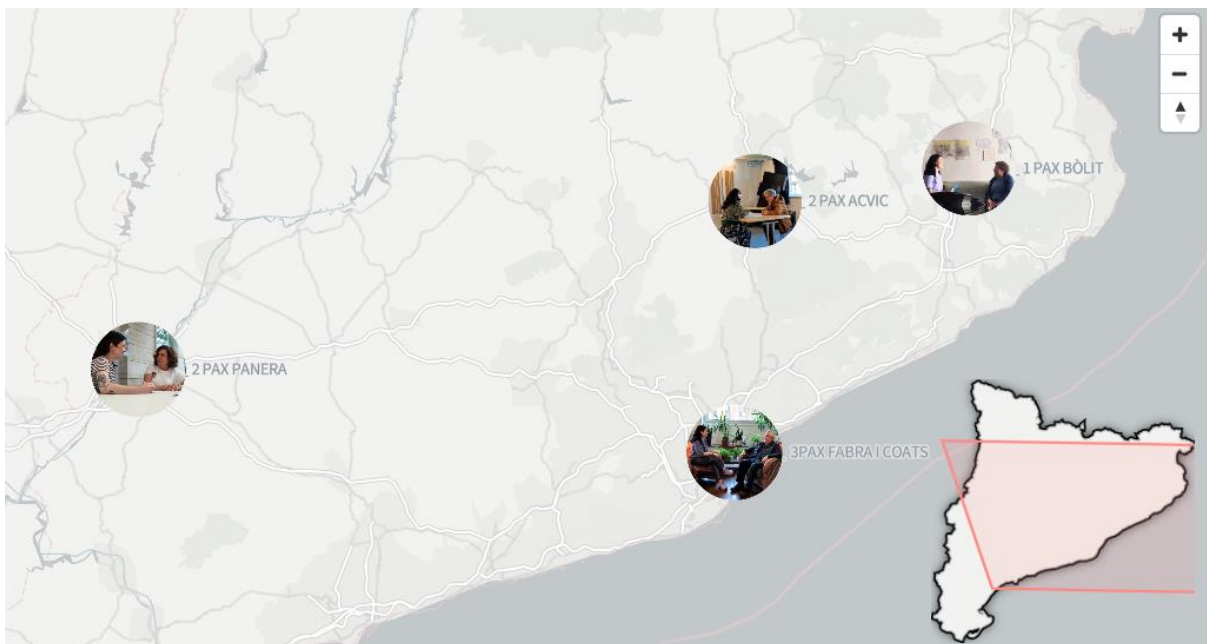 1 PAX BÒLIT
2 PAX ACVIC
2 PAX PANERA
3PAX FABRA I COATS